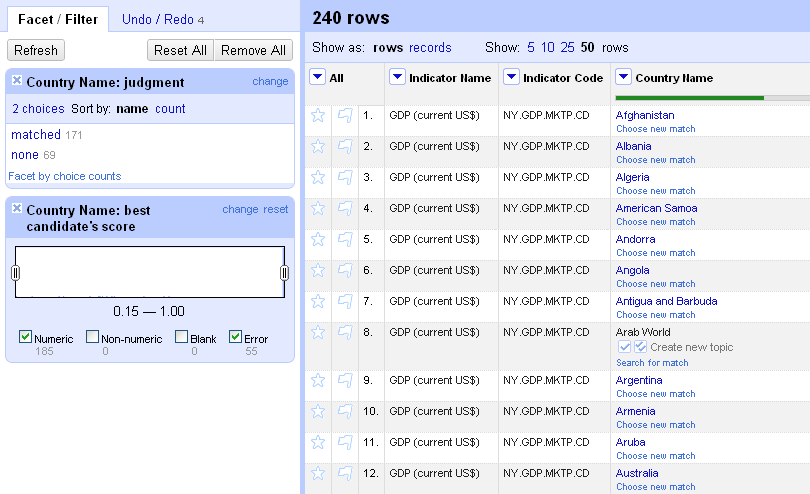 Facet / Filter
Undo / Redo 4
Refresh
Reset All
Remove All
Country Name: judgment
change
2 choices Sort by: name count
matched 171
none 69
Facet by choice counts
Country Name: best
candidate's score
change reset
0.15 — 1.00
Numeric
185
Non-numeric
0
Blank
0
Error
55
240 rows
Show as: rows records
Show: 5 10 25 50 rows
All
Indicator Name
Indicator Code
Country Name
1. GDP (current US$) NY.GDP.MKTP.CD Afghanistan
Choose new match
2. GDP (current US$) NY.GDP.MKTP.CD Albania
Choose new match
3. GDP (current US$) NY.GDP.MKTP.CD Algeria
Choose new match
4. GDP (current US$) NY.GDP.MKTP.CD American Samoa
Choose new match
5. GDP (current US$) NY.GDP.MKTP.CD Andorra
Choose new match
6. GDP (current US$) NY.GDP.MKTP.CD Angola
Choose new match
7. GDP (current US$) NY.GDP.MKTP.CD Antigua and Barbuda
Choose new match
8. GDP (current US$) NY.GDP.MKTP.CD Arab World
Create new topic
Search for match
9. GDP (current US$) NY.GDP.MKTP.CD Argentina
Choose new match
10. GDP (current US$) NY.GDP.MKTP.CD Armenia
Choose new match
11. GDP (current US$) NY.GDP.MKTP.CD Aruba
Choose new match
12. GDP (current US$) NY.GDP.MKTP.CD Australia
Choose new match